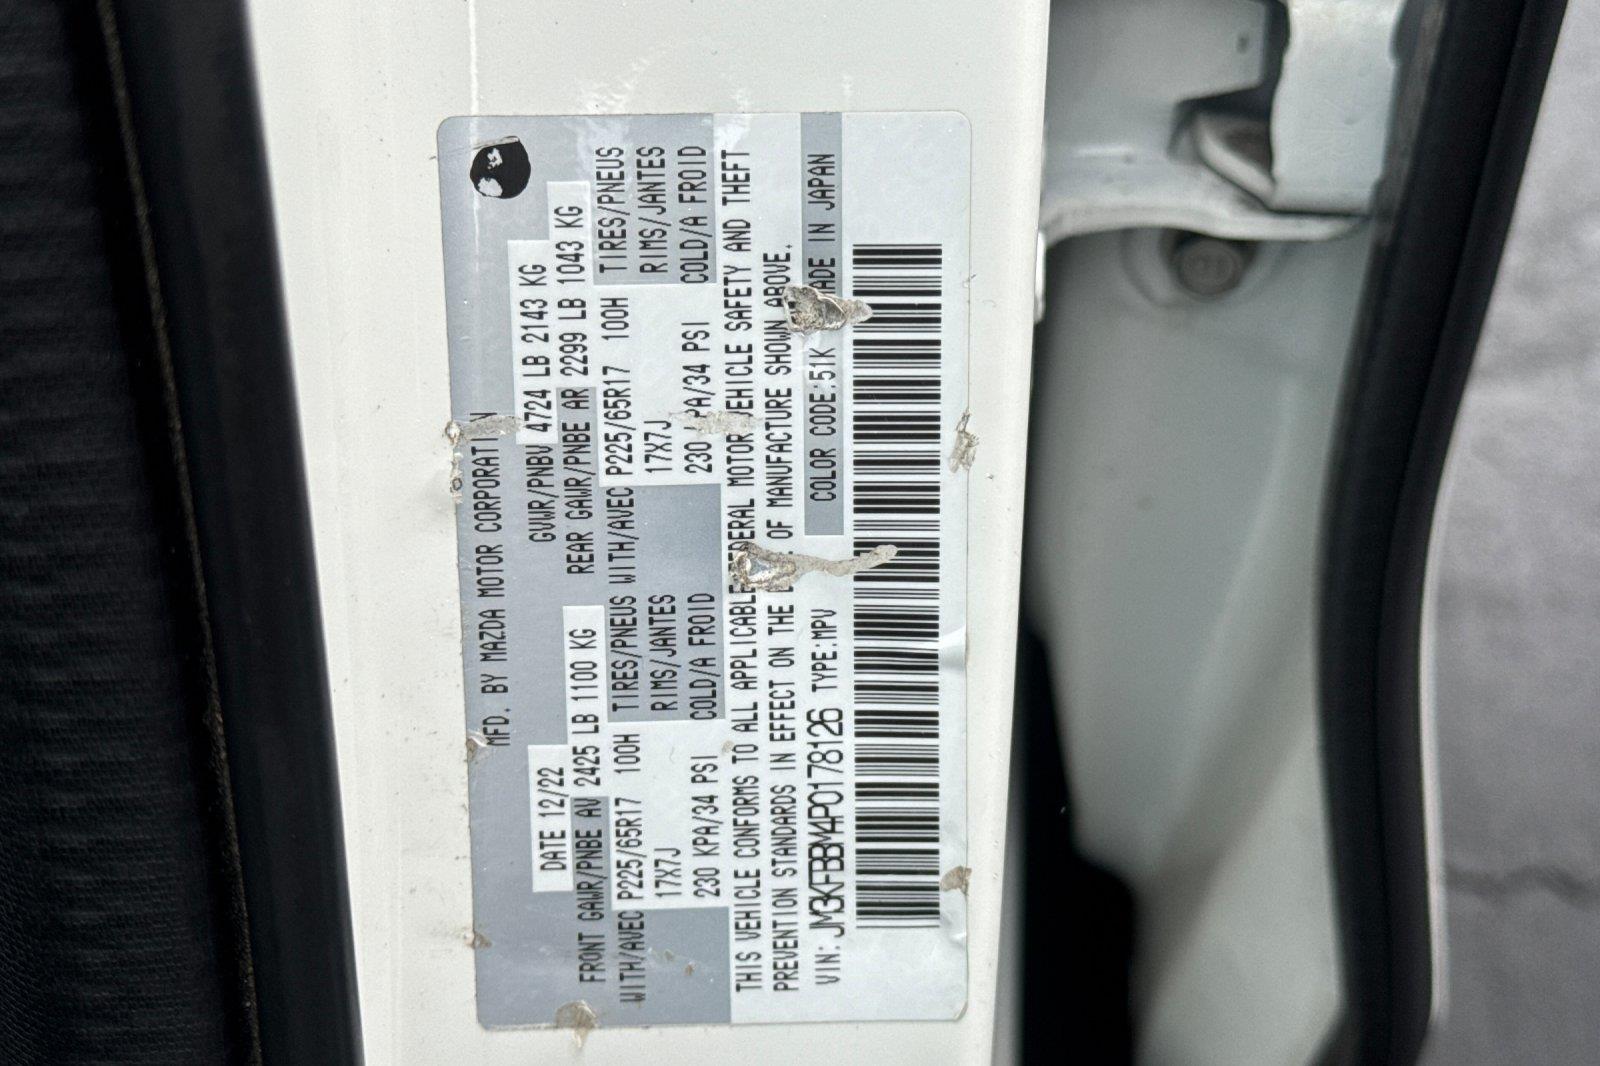 MFD. BY MAZDA MOTOR
DATE 12/22 GVWR/PNBV 4724 LB 2143 KG
FRONT GAWR/PNBE AV 2425 LB 1100 KG REAR GAWR/PNBE AR 2299 LB 1043 KG
WITH/AVEC P225/65R17 100H TIRES/PNEUS WITH/AVEC P225/65R17 100H TIRES/PNEUS
17X7J RIMS/JANTES 17X7J RIMS/JANTES
230 KPA/34 PSI COLD/A FROID 230 PA/34 PSI COLD/A FROID
THIS VEHICLE CONFORMS TO ALL APPLICABLE MOTOR VEHICLE SAFETY AND THEFT
PREVENTION STANDARDS IN EFFECT ON THE OF MANUFACTURE SHOWN ABOVE.
VIN: JM3KFBBM4P0178126 TYPE:MPV COLOR CODE:51K MADE IN JAPAN